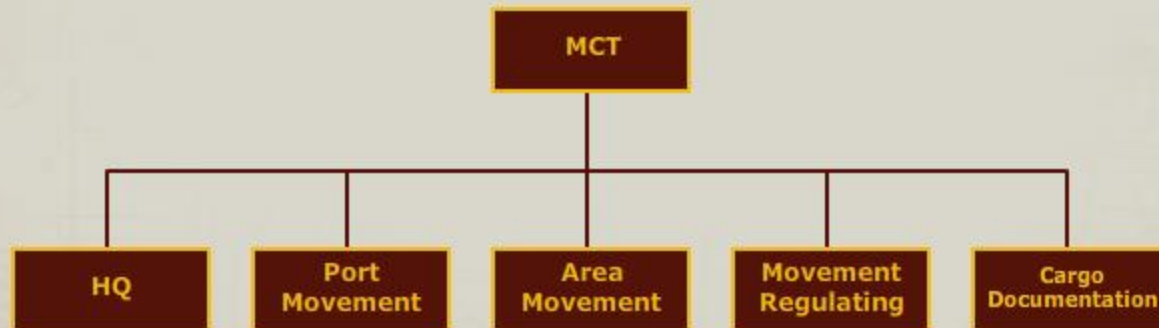 MCT
HQ
Port
Movement
Area
Movement
Movement
Regulating
Cargo
Documentation